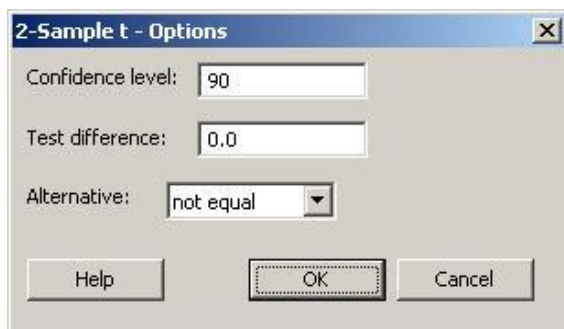 2-Sample t - Options
Confidence level: 90
Test difference: 0.0
Alternative: not equal
Help OK Cancel